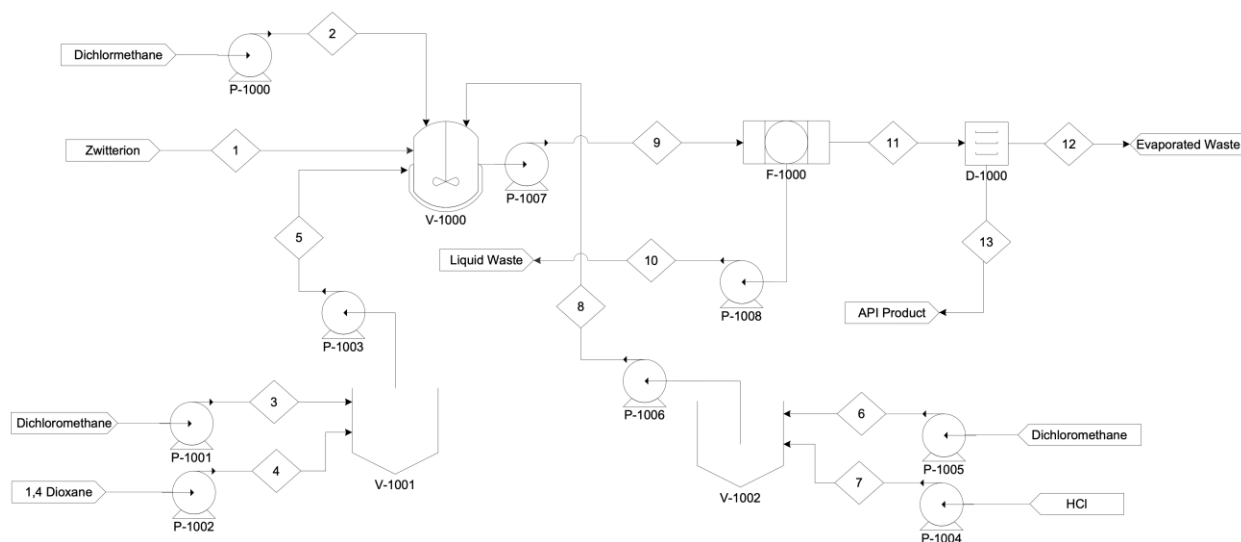 2
Dichlormethane
P-1000
Zwitterion
1
V-1000
P-1007
9
F-1000
11
D-1000
12
Evaporated Waste
5
Liquid Waste
10
P-1008
13
8
API Product
P-1003
P-1006
3
Dichloromethane
P-1001
4
1,4 Dioxane
P-1002
V-1001
6
Dichloromethane
P-1005
7
HCl
P-1004
V-1002